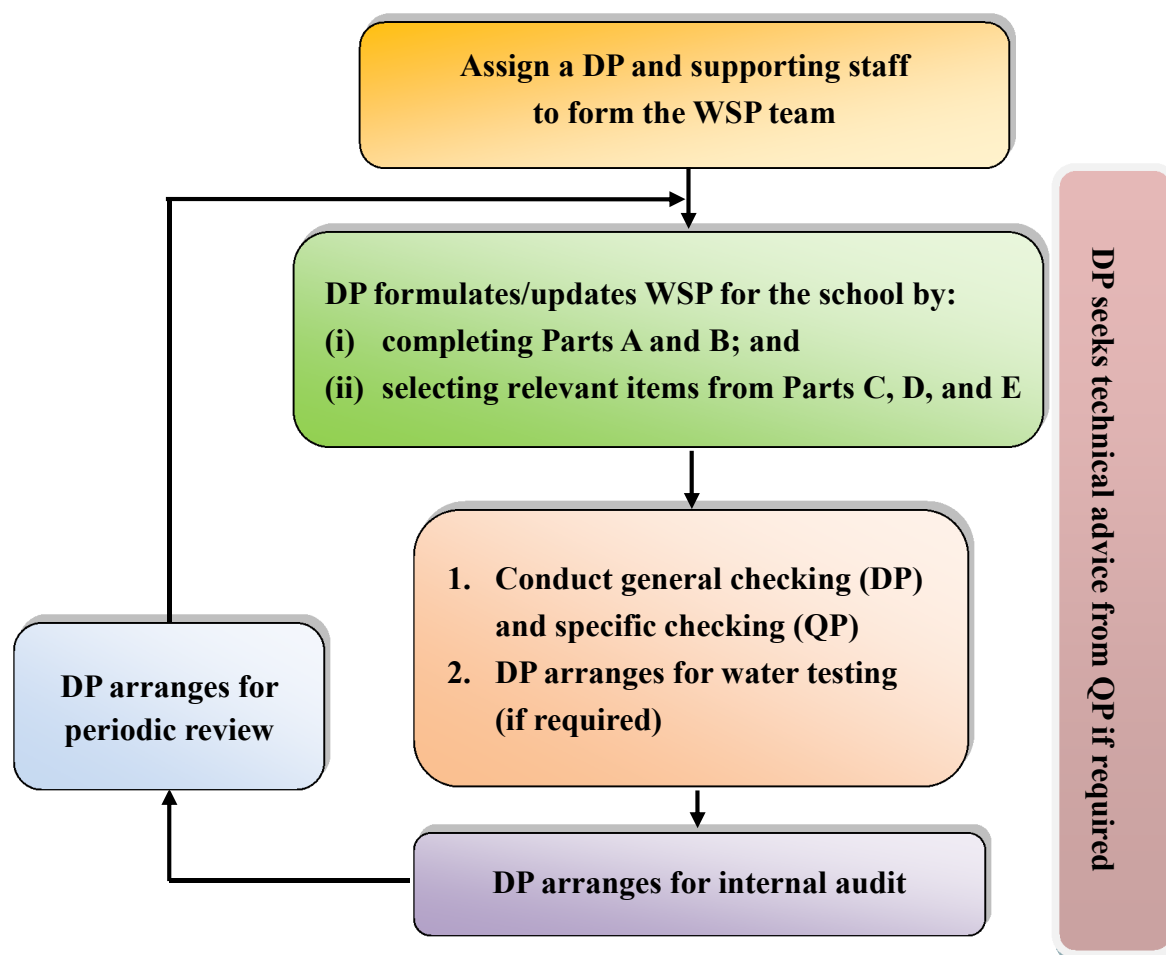 Assign a DP and supporting staff
to form the WSP team
DP formulates/updates WSP for the school by:
(i) completing Parts A and B; and
(ii) selecting relevant items from Parts C, D, and E
1. Conduct general checking (DP)
and specific checking (QP)
2. DP arranges for water testing
(if required)
DP arranges for
periodic review
DP arranges for internal audit
DP seeks technical advice from QP if required